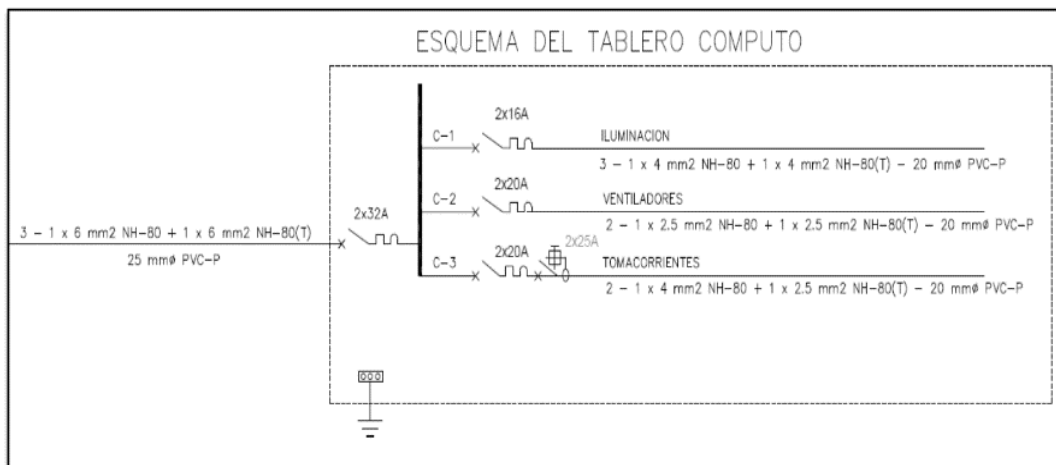 ESQUEMA DEL TABLERO COMPUTO
3 - 1 x 6 mm2 NH-80 + 1 x 6 mm2 NH-80(T)
25 mmø PVC-P
2x32A
C-1
2x16A
ILUMINACION
3 - 1 x 4 mm2 NH-80 + 1 x 4 mm2 NH-80(T) - 20 mmø PVC-P
C-2
2x20A
VENTILADORES
2 - 1 x 2.5 mm2 NH-80 + 1 x 2.5 mm2 NH-80(T) - 20 mmø PVC-P
C-3
2x20A
2x25A
TOMACORRIENTES
2 - 1 x 4 mm2 NH-80 + 1 x 2.5 mm2 NH-80(T) - 20 mmø PVC-P